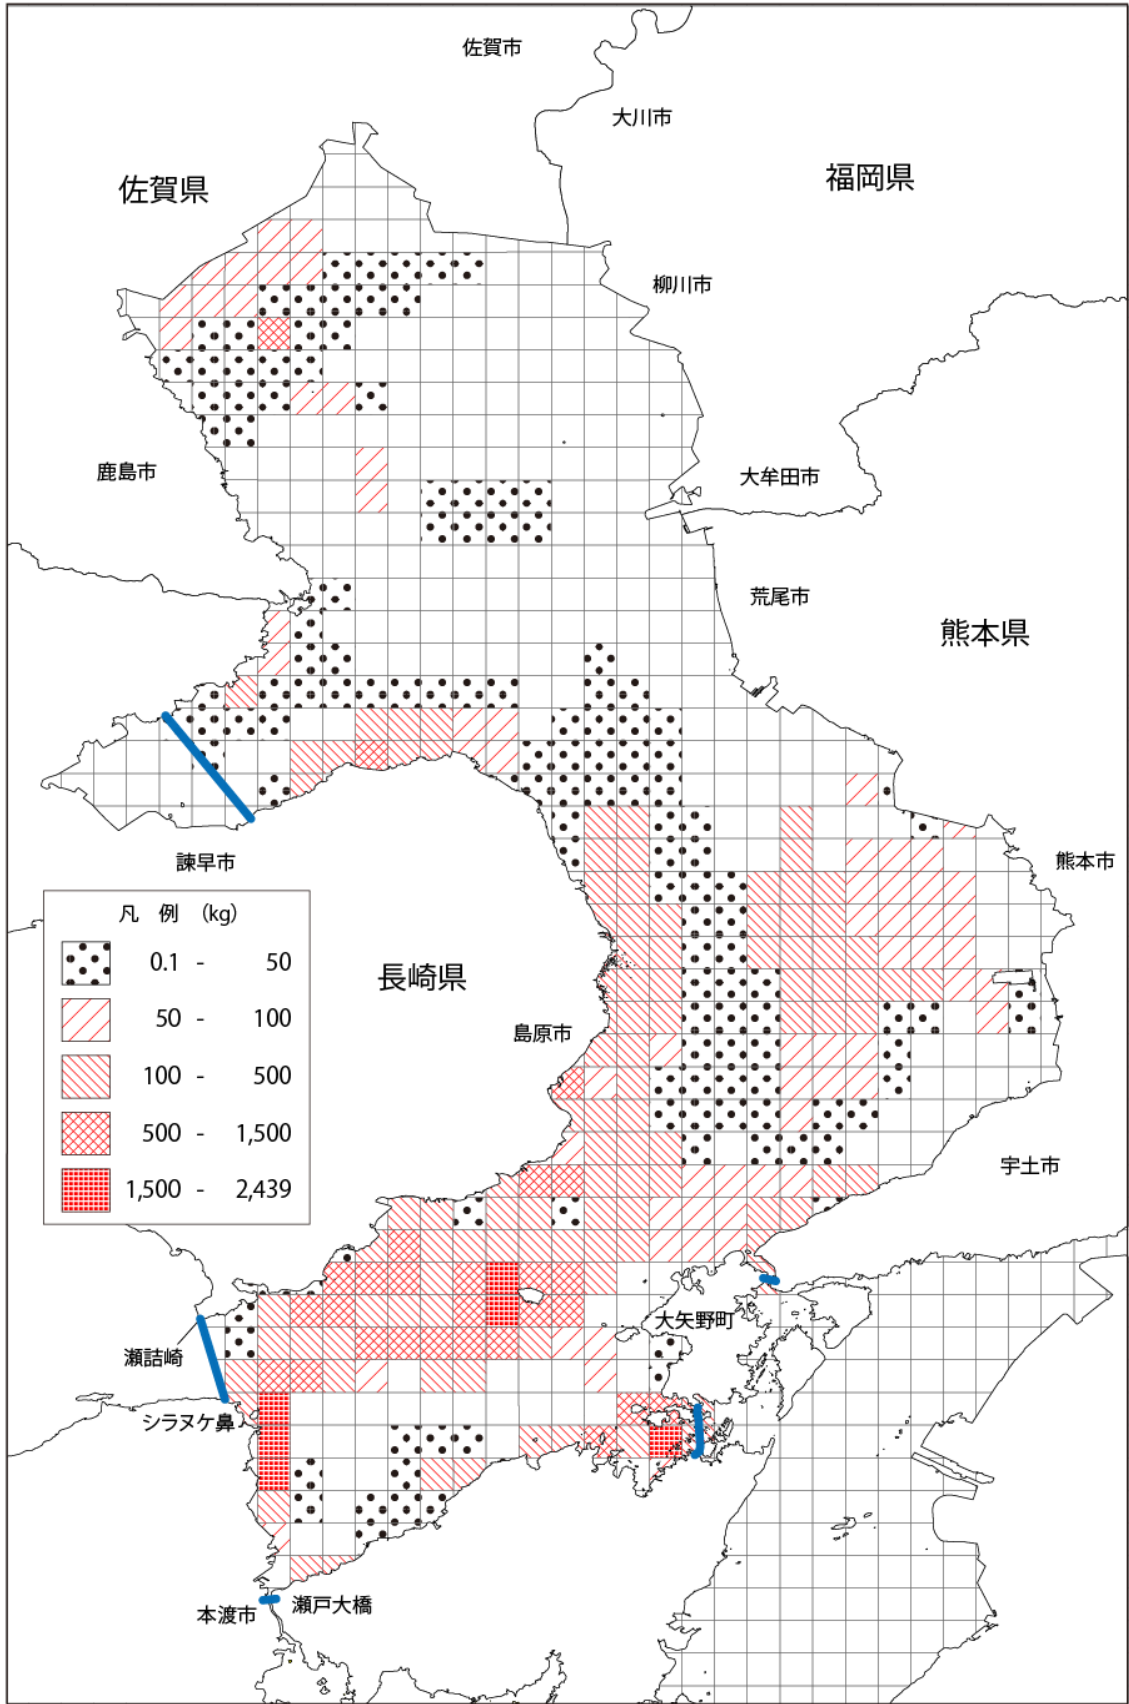 佐賀市
大川市
佐賀県
福岡県
柳川市
鹿島市
大牟田市
荒尾市
熊本県
諫早市
熊本市
凡 例 (kg)
0.1 - 50
50 - 100
100 - 500
500 - 1,500
1,500 - 2,439
長崎県
島原市
宇土市
大矢野町
瀬詰崎
シラヌケ鼻
本渡市
瀬戸大橋